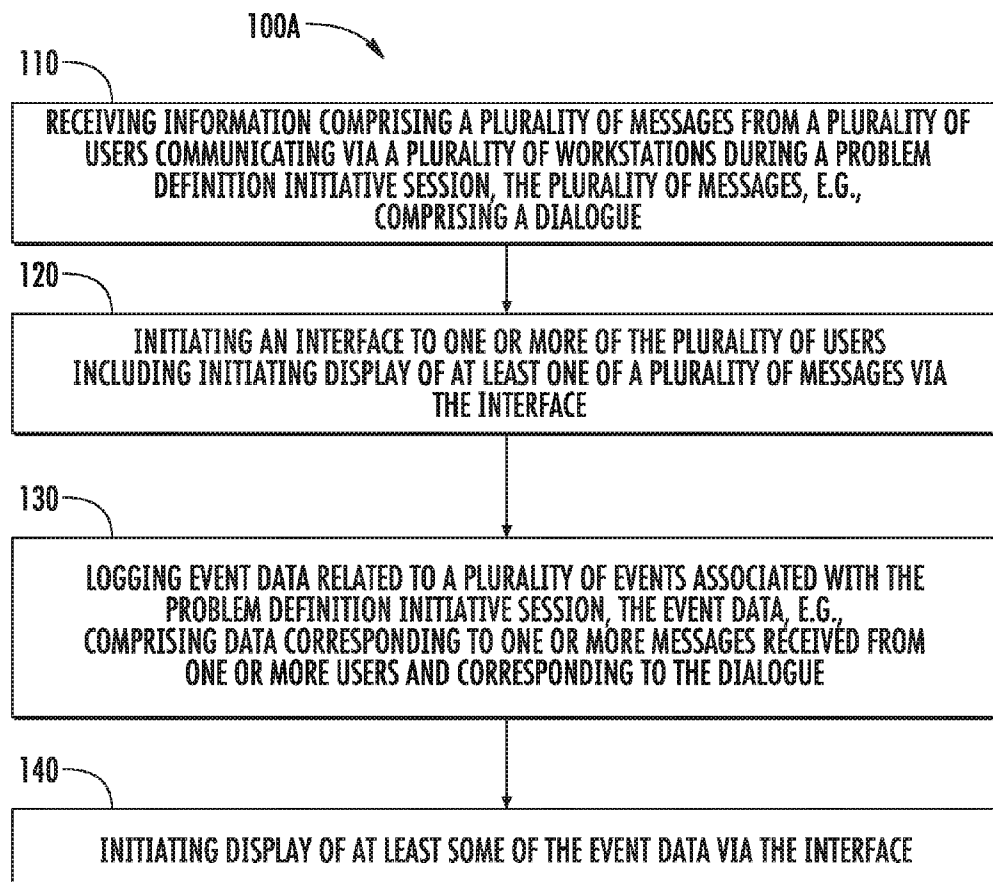 100A
110
RECEIVING INFORMATION COMPRISING A PLURALITY OF MESSAGES FROM A PLURALITY OF
USERS COMMUNICATING VIA A PLURALITY OF WORKSTATIONS DURING A PROBLEM
DEFINITION INITIATIVE SESSION, THE PLURALITY OF MESSAGES, E.G.,
COMPRISING A DIALOGUE
120
INITIATING AN INTERFACE TO ONE OR MORE OF THE PLURALITY OF USERS
INCLUDING INITIATING DISPLAY OF AT LEAST ONE OF A PLURALITY OF MESSAGES VIA
THE INTERFACE
130
LOGGING EVENT DATA RELATED TO A PLURALITY OF EVENTS ASSOCIATED WITH THE
PROBLEM DEFINITION INITIATIVE SESSION, THE EVENT DATA, E.G.,
COMPRISING DATA CORRESPONDING TO ONE OR MORE MESSAGES RECEIVED FROM
ONE OR MORE USERS AND CORRESPONDING TO THE DIALOGUE
140
INITIATING DISPLAY OF AT LEAST SOME OF THE EVENT DATA VIA THE INTERFACE